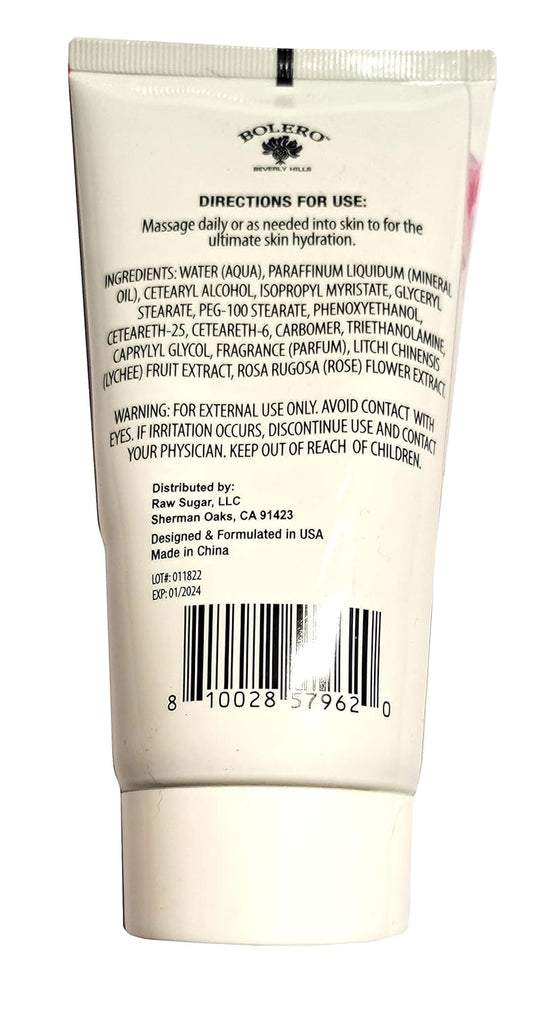 BOLERO™
BEVERLY HILLS
DIRECTIONS FOR USE:
Massage daily or as needed into skin to for the
ultimate skin hydration.
INGREDIENTS: WATER (AQUA), PARAFFINUM LIQUIDUM (MINERAL
OIL), CETEARYL ALCOHOL, ISOPROPYL MYRISTATE, GLYCERYL
STEARATE, PEG-100 STEARATE, PHENOXYETHANOL,
CETEARETH-25, CETEARETH-6, CARBOMER, TRIETHANOLAMINE,
CAPRYLYL GLYCOL, FRAGRANCE (PARFUM), LITCHI CHINENSIS
(LYCHEE) FRUIT EXTRACT, ROSA RUGOSA (ROSE) FLOWER EXTRACT.
WARNING: FOR EXTERNAL USE ONLY. AVOID CONTACT WITH
EYES. IF IRRITATION OCCURS, DISCONTINUE USE AND CONTACT
YOUR PHYSICIAN. KEEP OUT OF REACH OF CHILDREN.
Distributed by:
Raw Sugar, LLC
Sherman Oaks, CA 91423
Designed & Formulated in USA
Made in China
LOT#: 011822
EXP: 01/2024
8 10028 57962 0